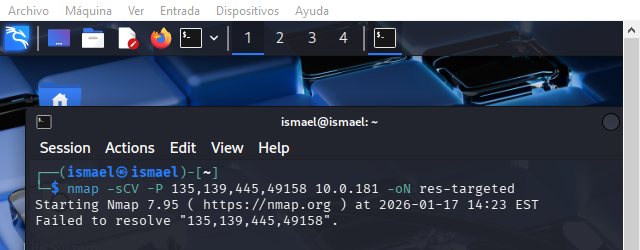 Archivo Máquina Ver Entrada Dispositivos Ayuda
1 2 3 4
ismael@ismael: ~
Session Actions Edit View Help
┌──(ismael㉿ismael)-[~]
└─$ nmap -sCV -P 135,139,445,49158 10.0.181 -oN res-targeted
Starting Nmap 7.95 ( https://nmap.org ) at 2026-01-17 14:23 EST
Failed to resolve "135,139,445,49158".